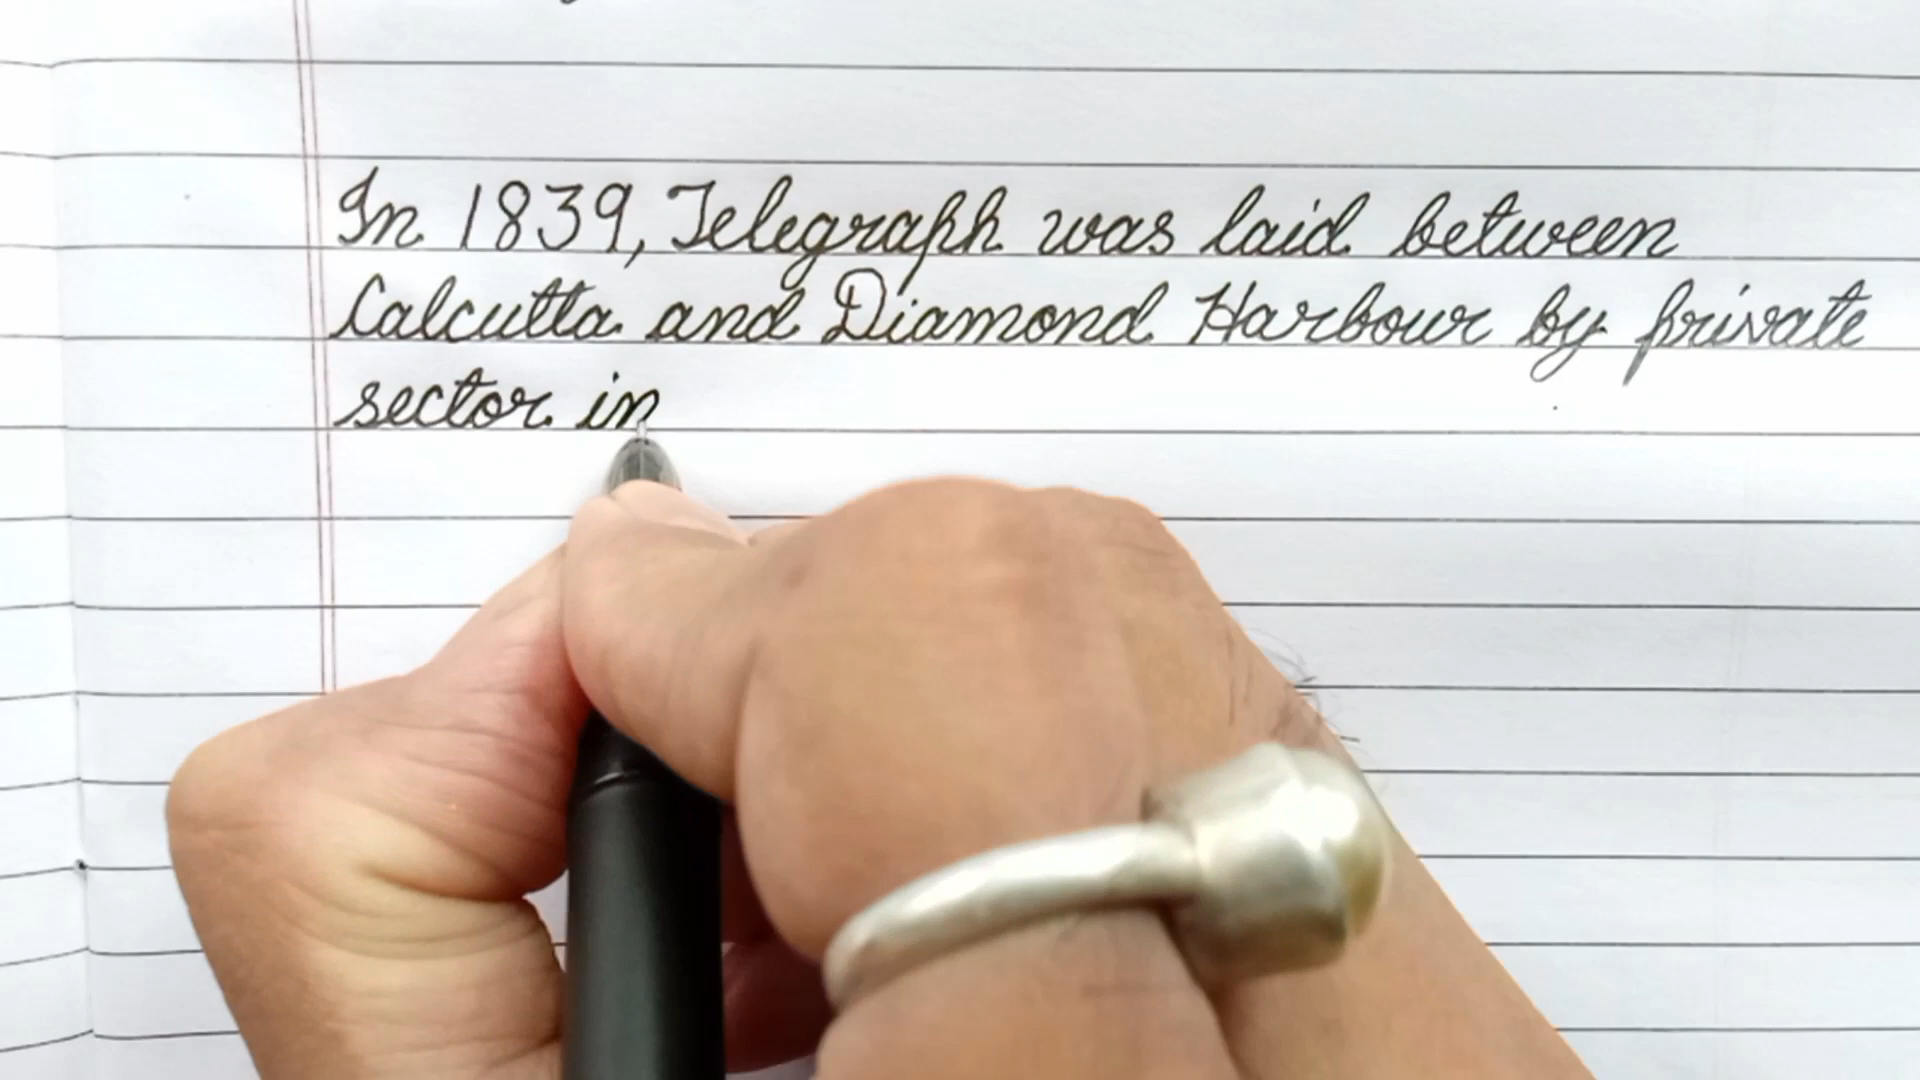 In 1839, Telegraph was laid between
Calcutta and Diamond Harbour by private
sector in